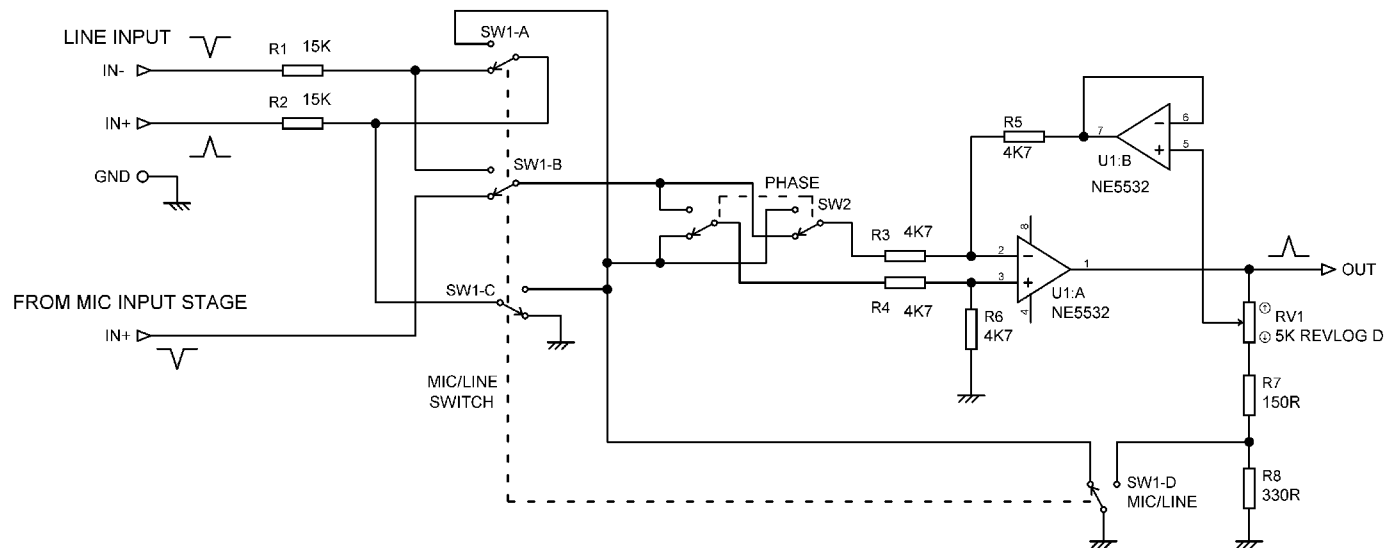 LINE INPUT
IN-
R1 15K
R2 15K
IN+
GND
SW1-A
SW1-B
PHASE
SW2
FROM MIC INPUT STAGE
IN+
SW1-C
MIC/LINE
SWITCH
R3 4K7
R4 4K7
R5
4K7
R6
4K7
2
3
8
4
1
U1:A
NE5532
7
6
5
U1:B
NE5532
OUT
RV1
5K REVLOG D
R7
150R
R8
330R
SW1-D
MIC/LINE